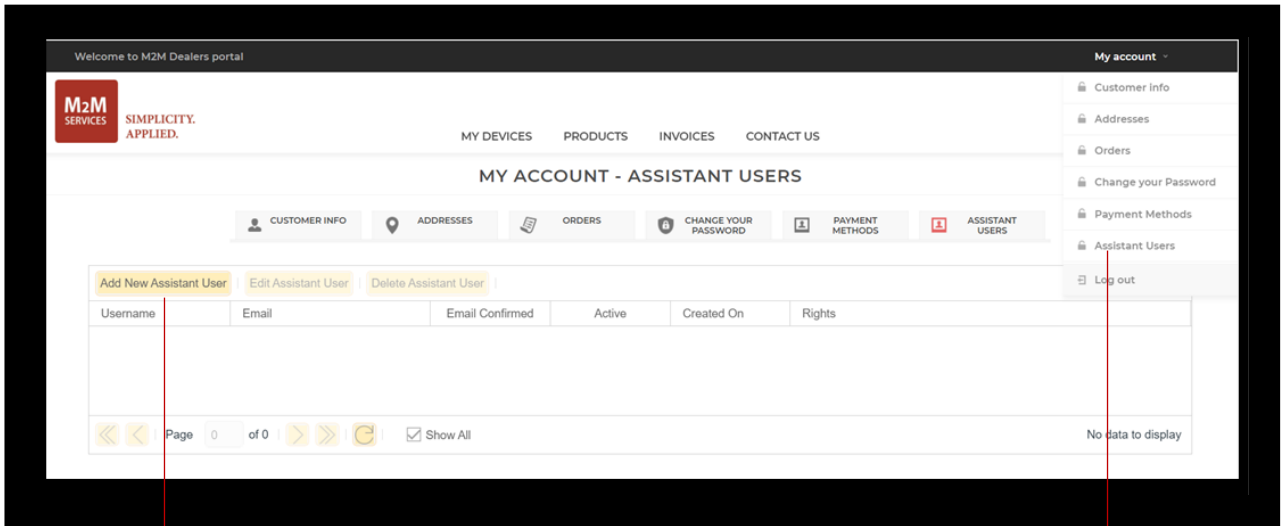 Welcome to M2M Dealers portal
My account
M2M
SERVICES
SIMPLICITY.
APPLIED.
MY DEVICES PRODUCTS INVOICES CONTACT US
Customer Info
Addresses
Orders
Change your Password
Payment Methods
Assistant Users
Log out
MY ACCOUNT - ASSISTANT USERS
CUSTOMER INFO
ADDRESSES
ORDERS
CHANGE YOUR
PASSWORD
PAYMENT
METHODS
ASSISTANT
USERS
Add New Assistant User Edit Assistant User Delete Assistant User
Username Email Email Confirmed Active Created On Rights
Page 0 of 0 Show All No data to display